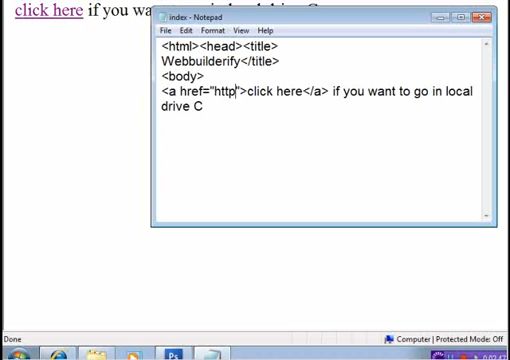 click here if you wa
index - Notepad
File Edit Format View Help
<html><head><title>
Webbuilderify</title>
<body>
<a href="http">click here</a> if you want to go in local
drive C
Done
Computer | Protected Mode: Off
Ps